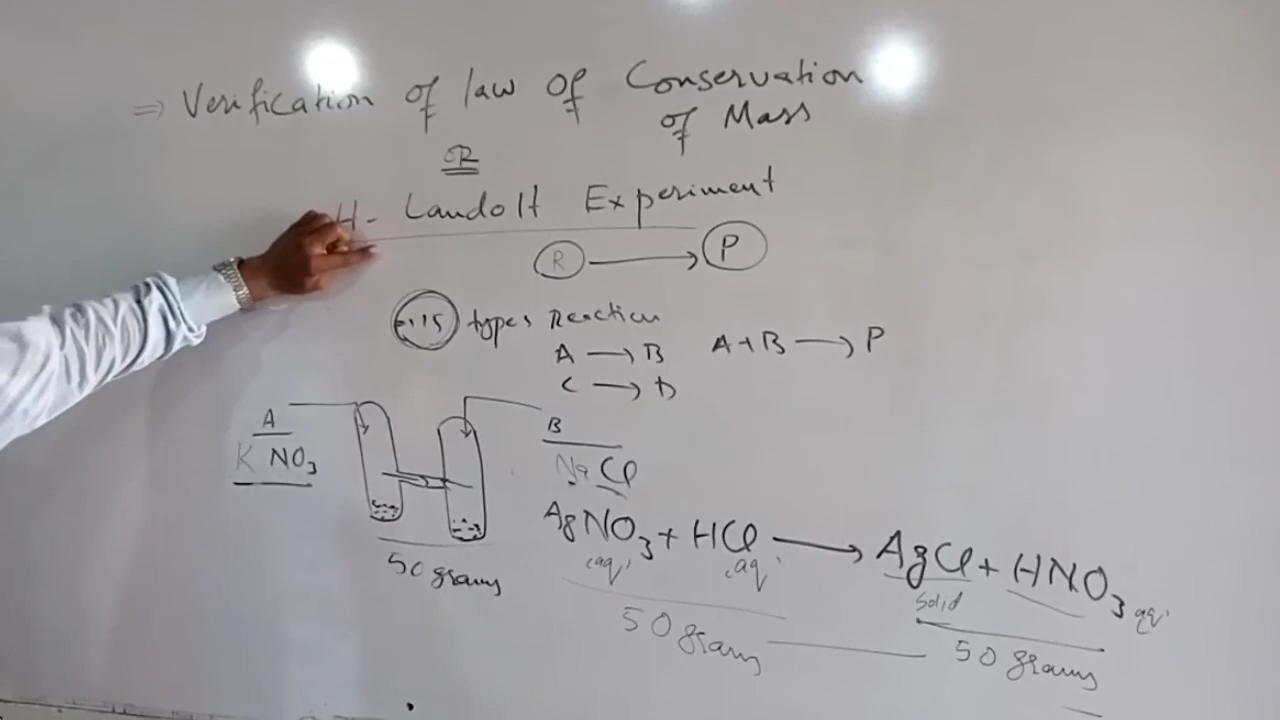 ⇒ Verification of law of Conservation
of Mass
OR
H- Landolt Experiment
R → P
15 types Reaction
A → B A+B → P
C → D
A
KNO₃
B
NaCl
50 grams
AgNO₃ + HCl → AgCl + HNO₃
(aq) (aq) Solid aq
50 grams 50 grams